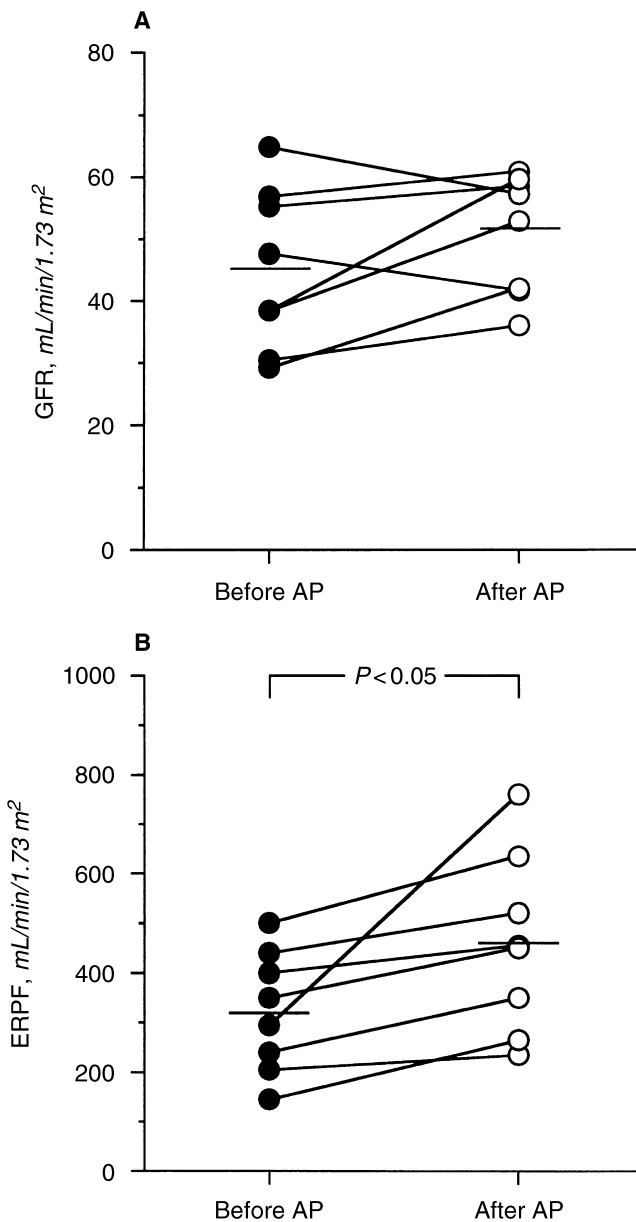 A
80
60
40
20
0
GFR, mL/min/1.73 m²
Before AP
After AP
B
1000
800
600
400
200
0
P < 0.05
ERPF, mL/min/1.73 m²
Before AP
After AP